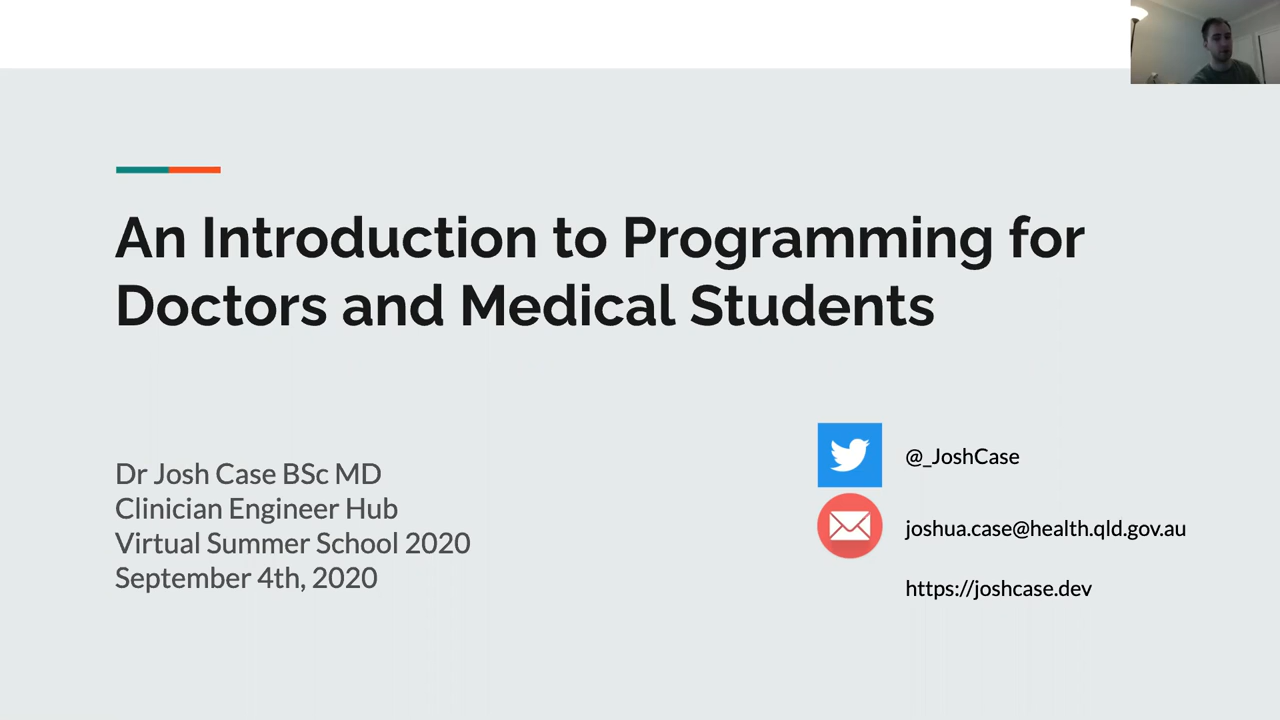 An Introduction to Programming for
Doctors and Medical Students
Dr Josh Case BSc MD
Clinician Engineer Hub
Virtual Summer School 2020
September 4th, 2020
@_JoshCase
joshua.case@health.qld.gov.au
https://joshcase.dev